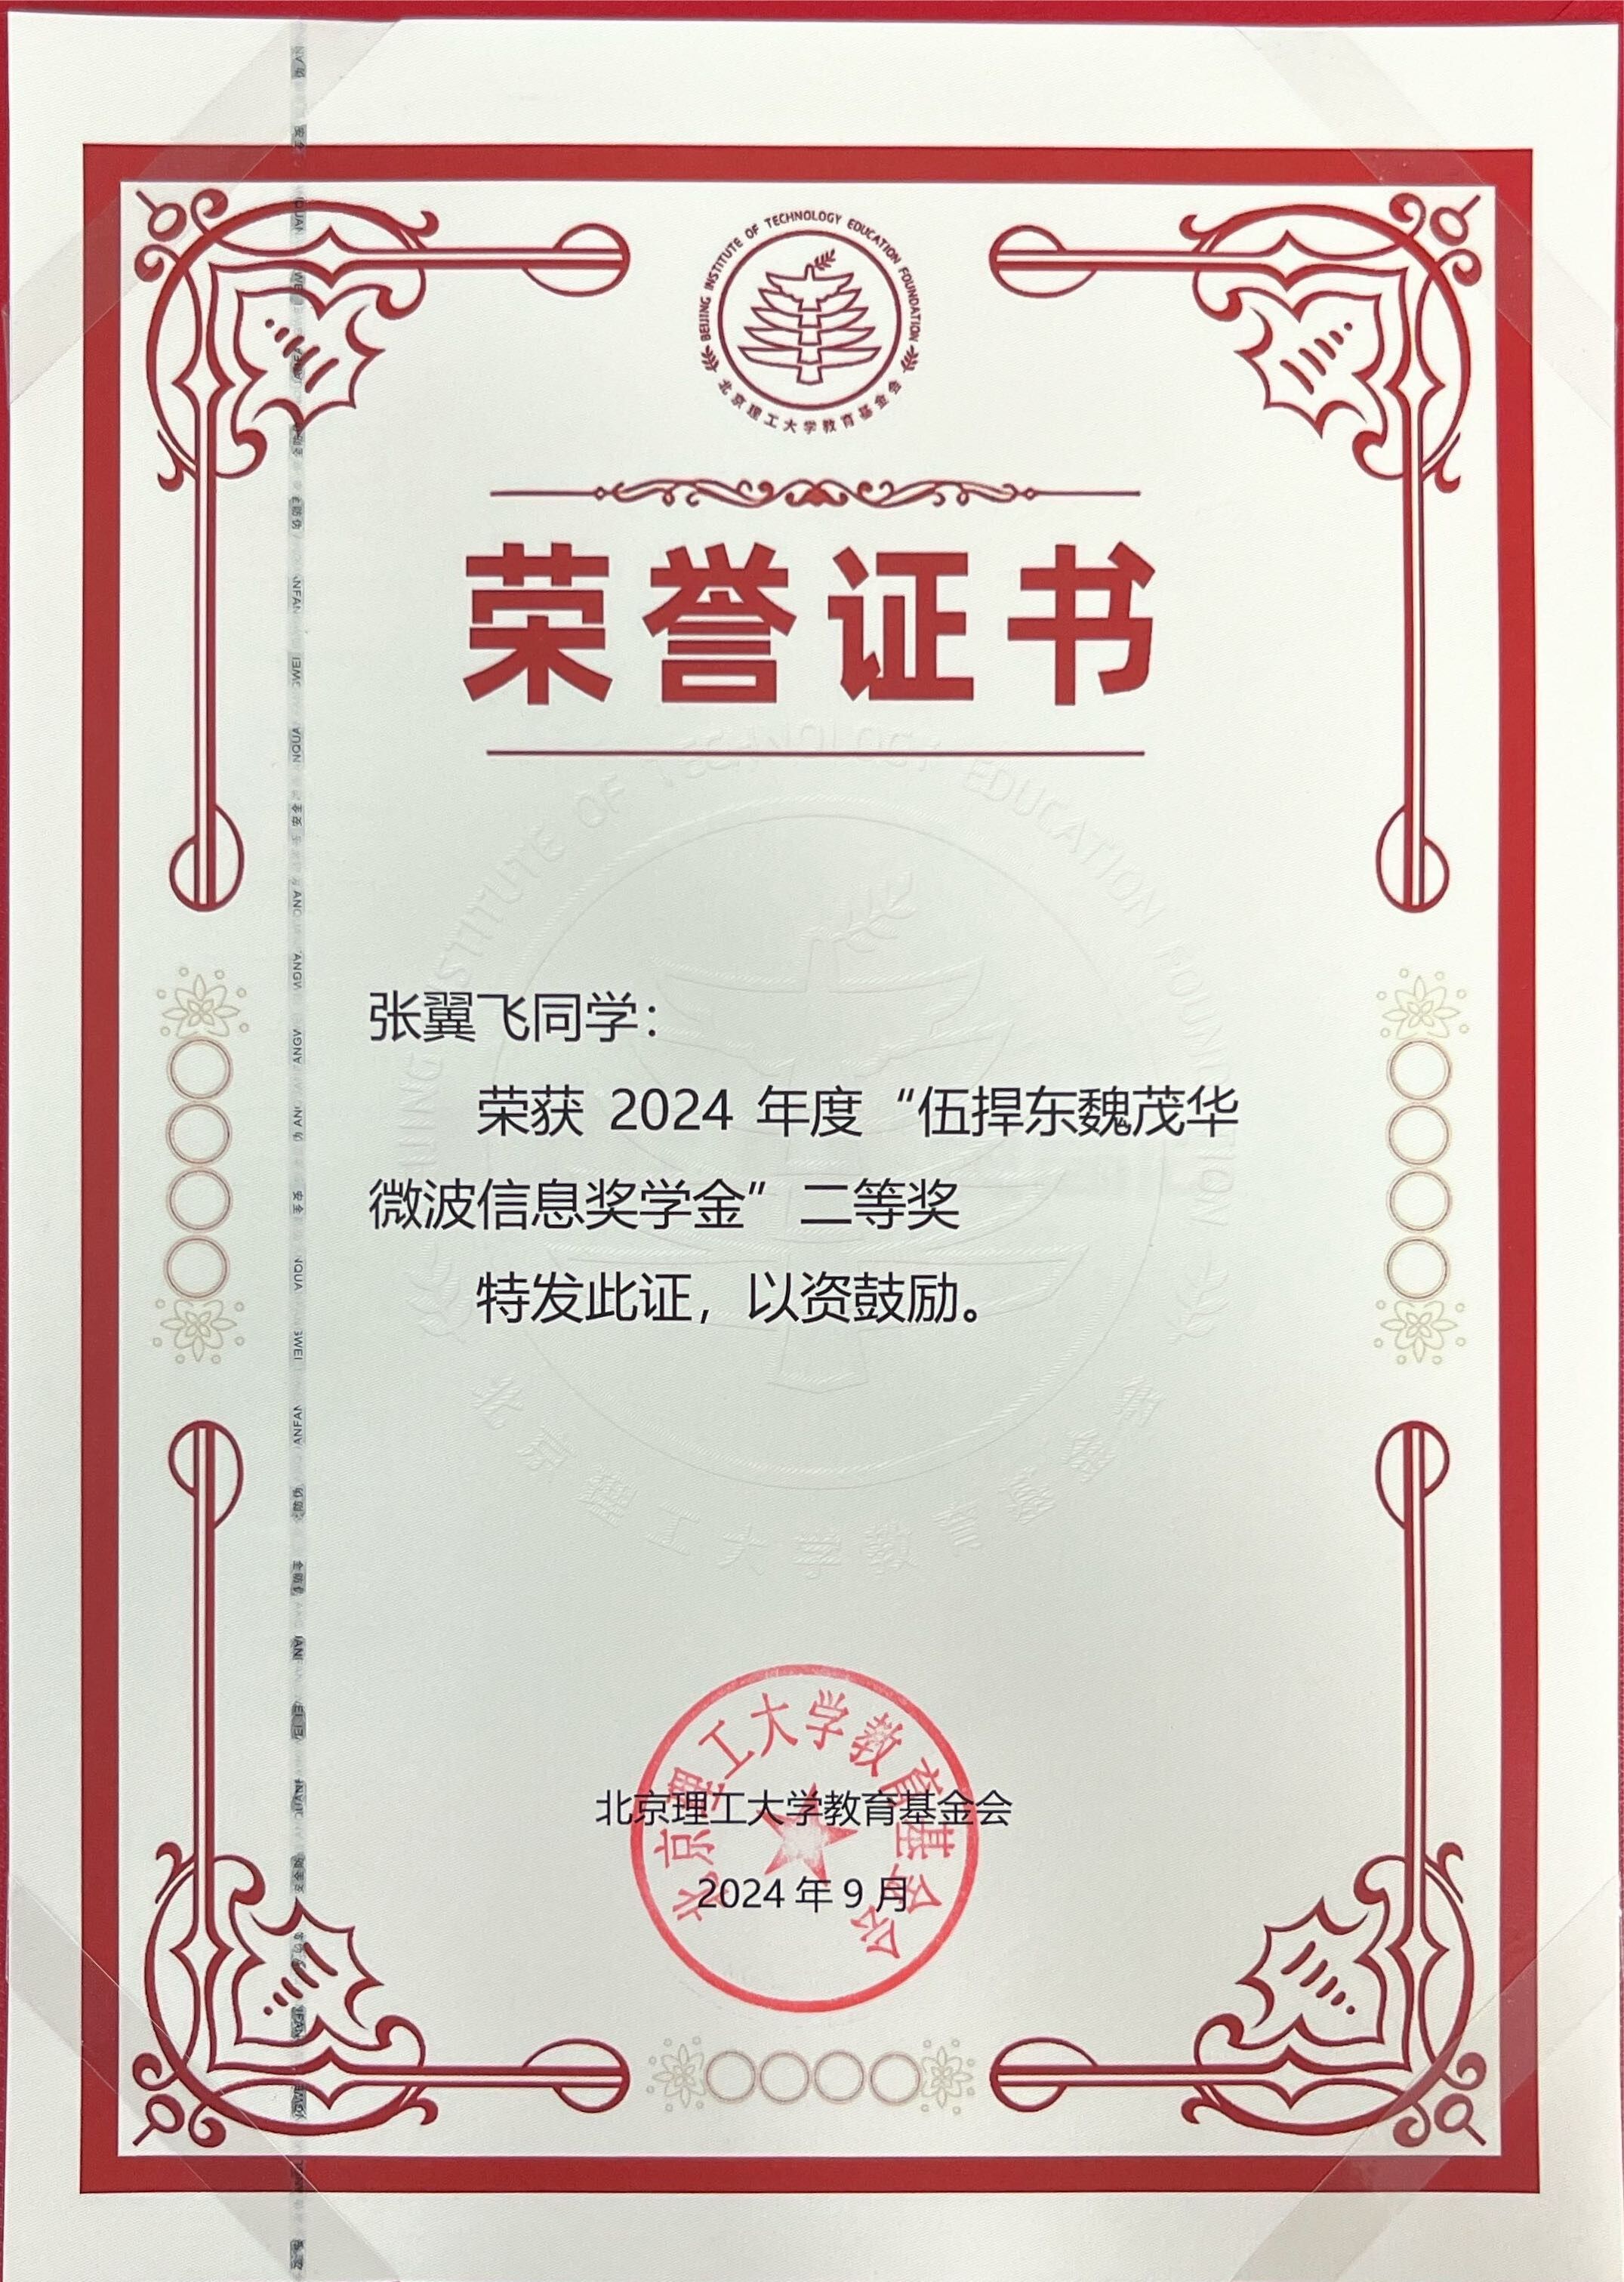 BEIJING INSTITUTE OF TECHNOLOGY EDUCATION FOUNDATION
北京理工大学教育基金会
荣誉证书
张翼飞同学：
荣获 2024 年度“伍捍东魏茂华
微波信息奖学金”二等奖
特发此证，以资鼓励。
北京理工大学教育基金会
2024 年 9 月
北京理工大学教育基金会